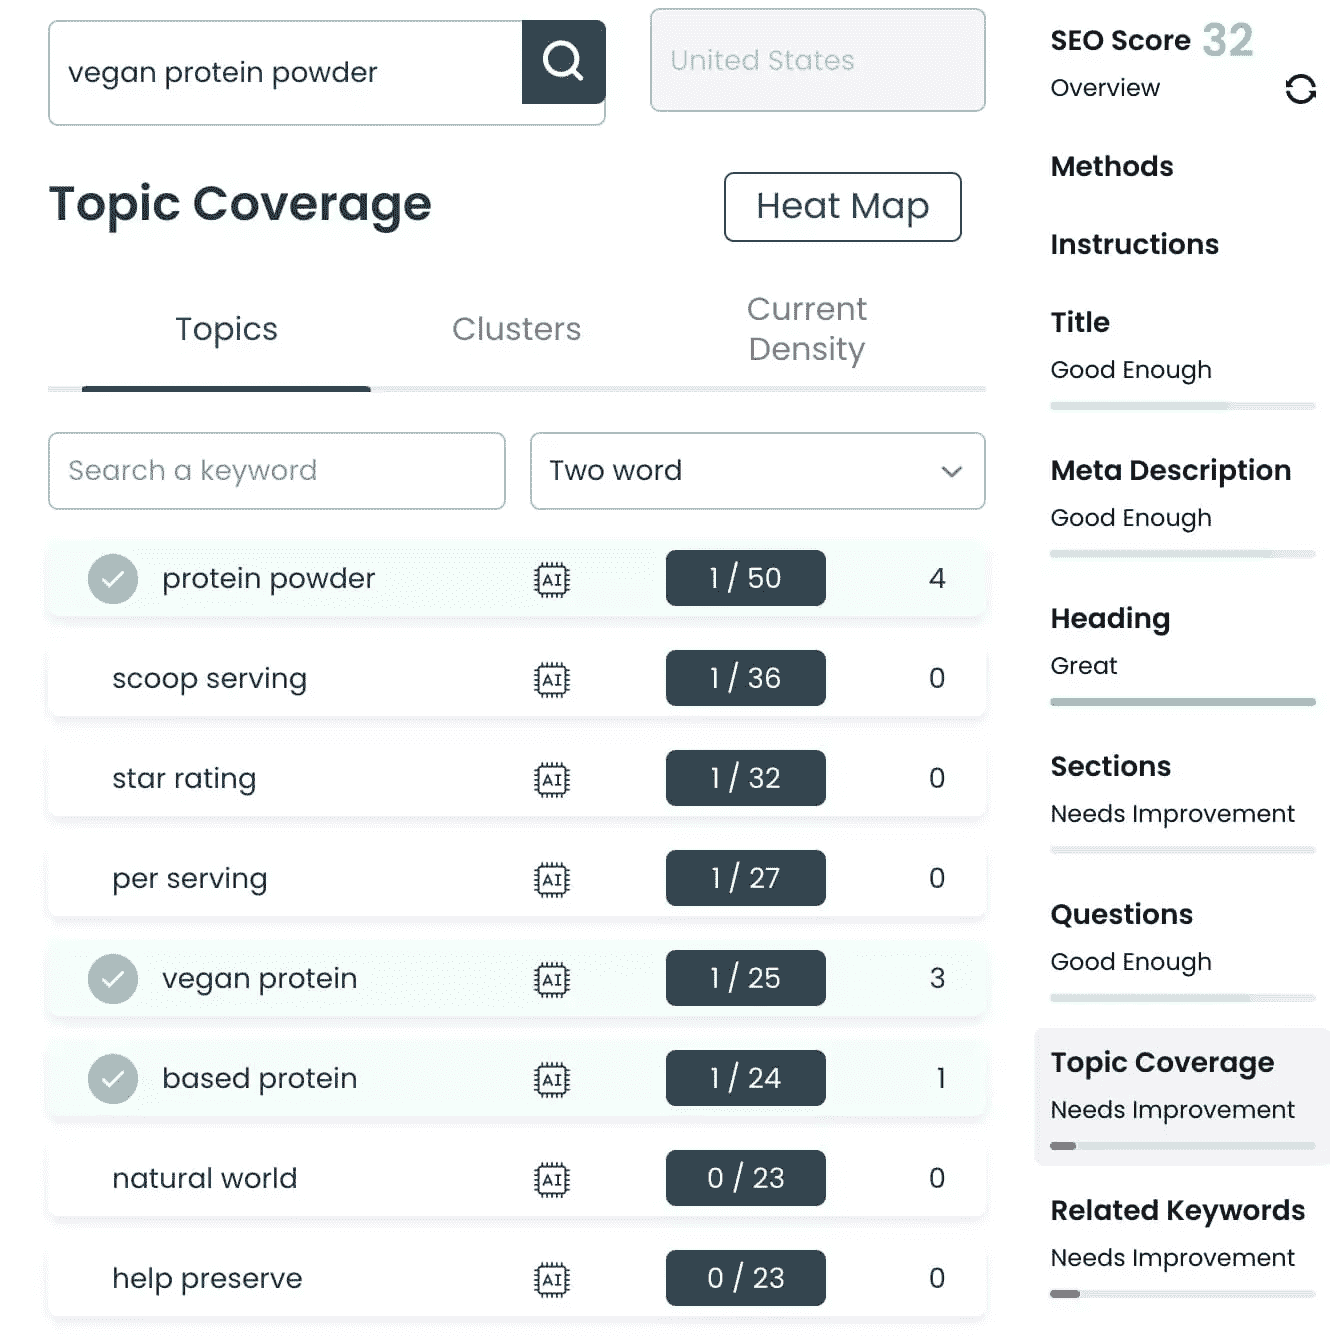 vegan protein powder
United States
Topic Coverage
Heat Map
Topics
Clusters
Current
Density
Search a keyword
Two word
protein powder AI 1 / 50 4
scoop serving AI 1 / 36 0
star rating AI 1 / 32 0
per serving AI 1 / 27 0
vegan protein AI 1 / 25 3
based protein AI 1 / 24 1
natural world AI 0 / 23 0
help preserve AI 0 / 23 0
SEO Score 32
Overview
Methods
Instructions
Title
Good Enough
Meta Description
Good Enough
Heading
Great
Sections
Needs Improvement
Questions
Good Enough
Topic Coverage
Needs Improvement
Related Keywords
Needs Improvement